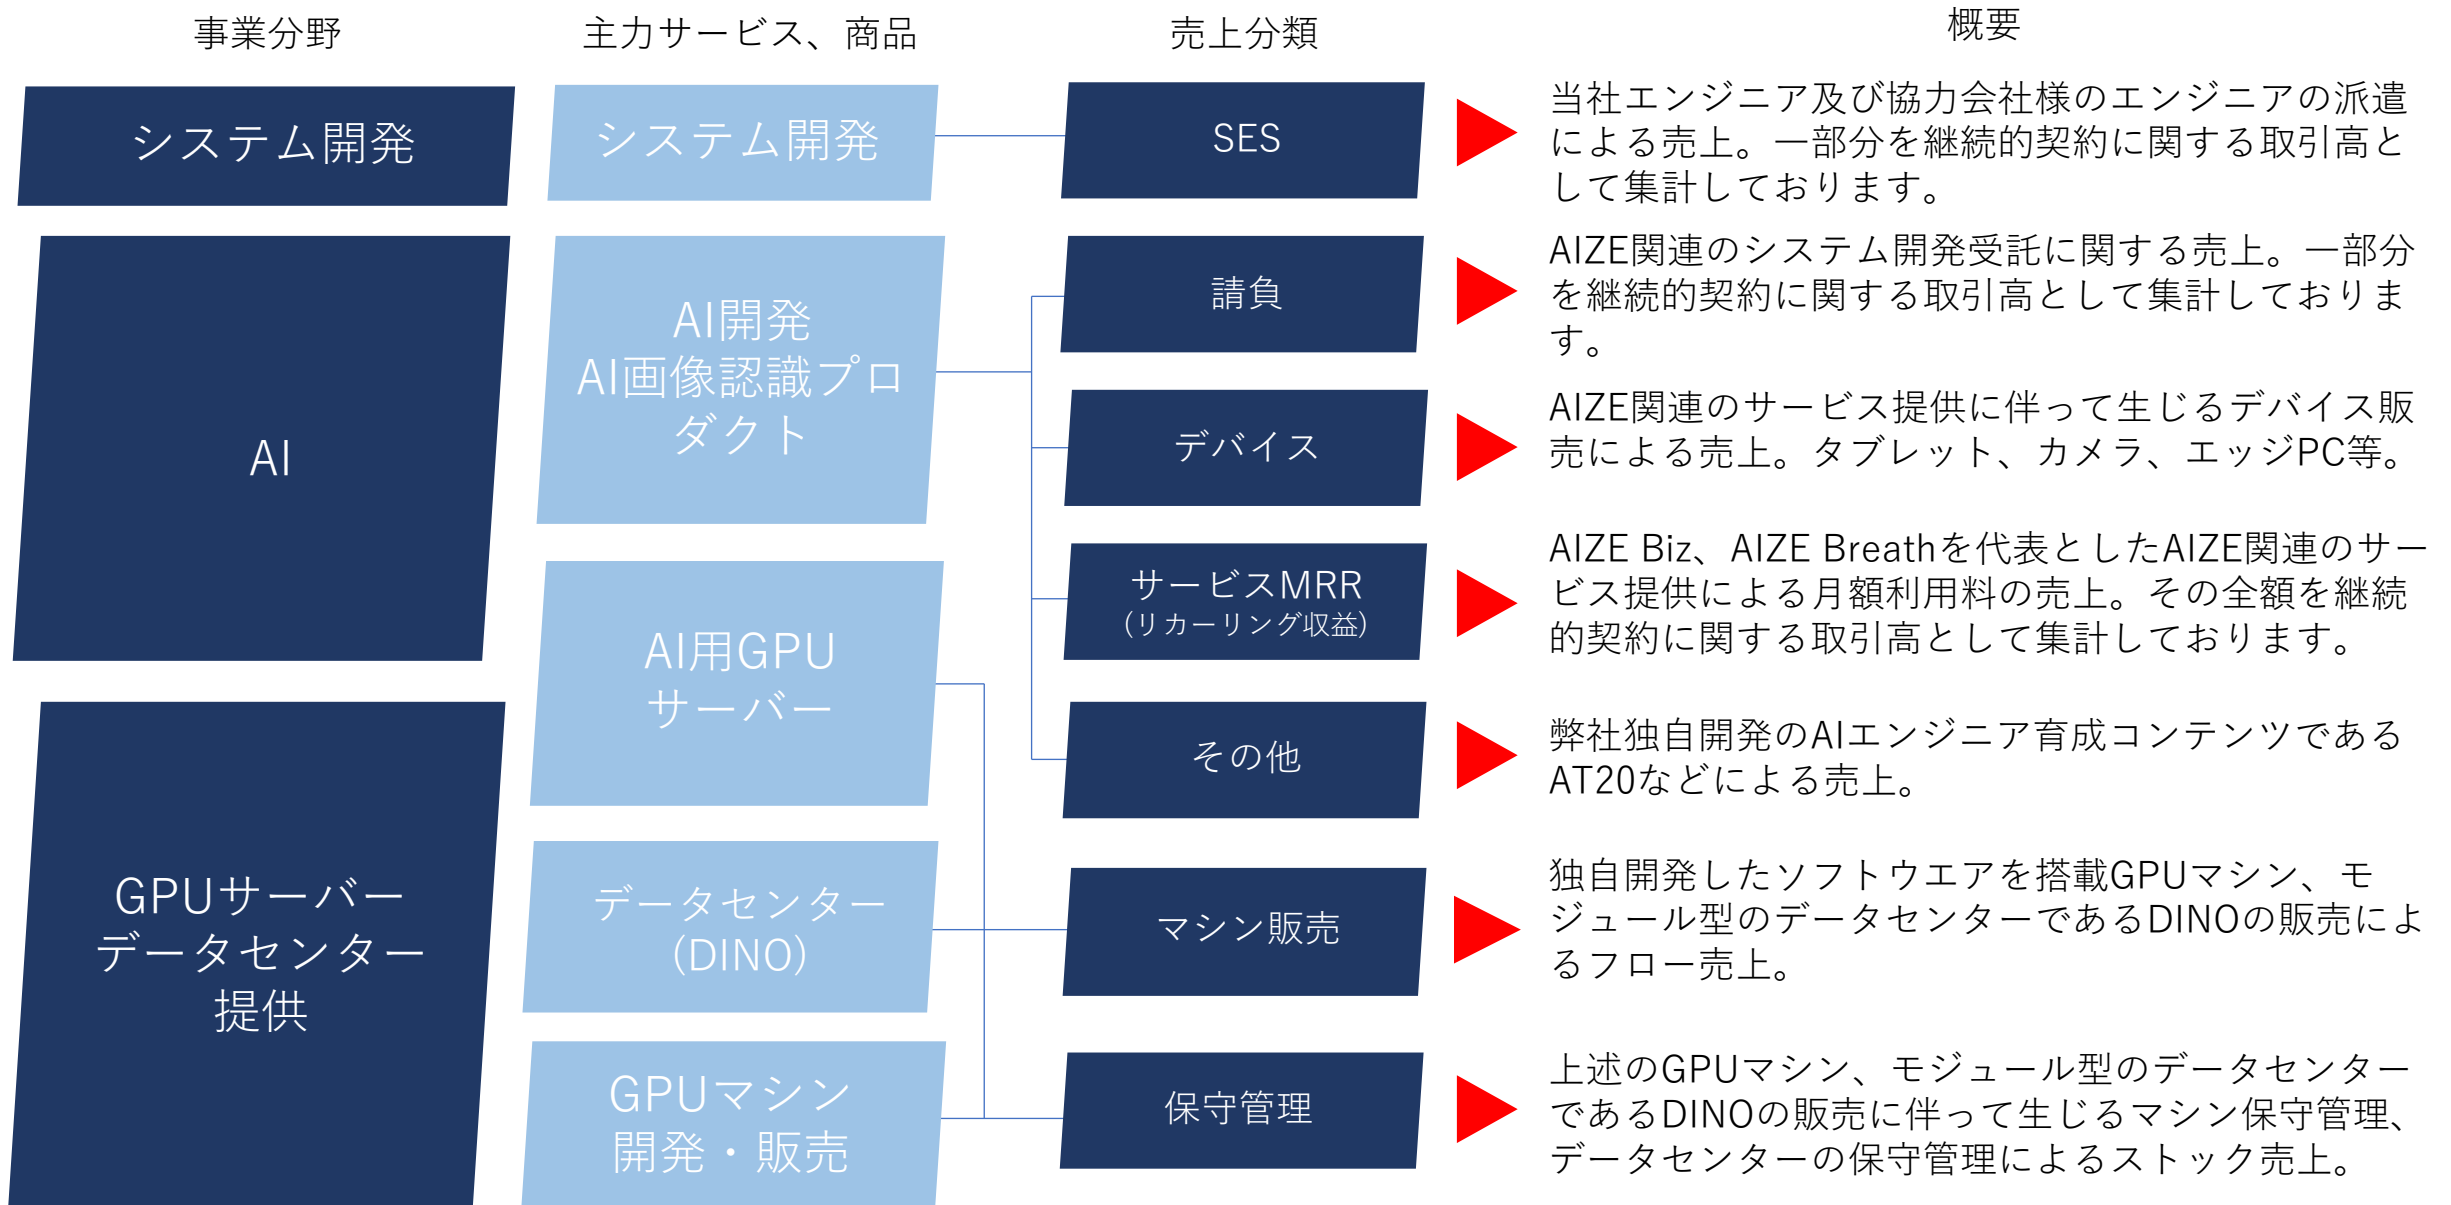 事業分野
主力サービス、商品
売上分類
概要
システム開発
システム開発
SES
当社エンジニア及び協力会社様のエンジニアの派遣
による売上。一部分を継続的契約に関する取引高と
して集計しております。
AI
AI開発
AI画像認識プロ
ダクト
請負
AIZE関連のシステム開発受託に関する売上。一部分
を継続的契約に関する取引高として集計しておりま
す。
デバイス
AIZE関連のサービス提供に伴って生じるデバイス販
売による売上。タブレット、カメラ、エッジPC等。
サービスMRR
(リカーリング収益)
AIZE Biz、AIZE Breathを代表としたAIZE関連のサー
ビス提供による月額利用料の売上。その全額を継続
的契約に関する取引高として集計しております。
AI用GPU
サーバー
その他
弊社独自開発のAIエンジニア育成コンテンツである
AT20などによる売上。
GPUサーバー
データセンター
提供
データセンター
(DINO)
マシン販売
独自開発したソフトウエアを搭載GPUマシン、モ
ジュール型のデータセンターであるDINOの販売によ
るフロー売上。
GPUマシン
開発・販売
保守管理
上述のGPUマシン、モジュール型のデータセンター
であるDINOの販売に伴って生じるマシン保守管理、
データセンターの保守管理によるストック売上。